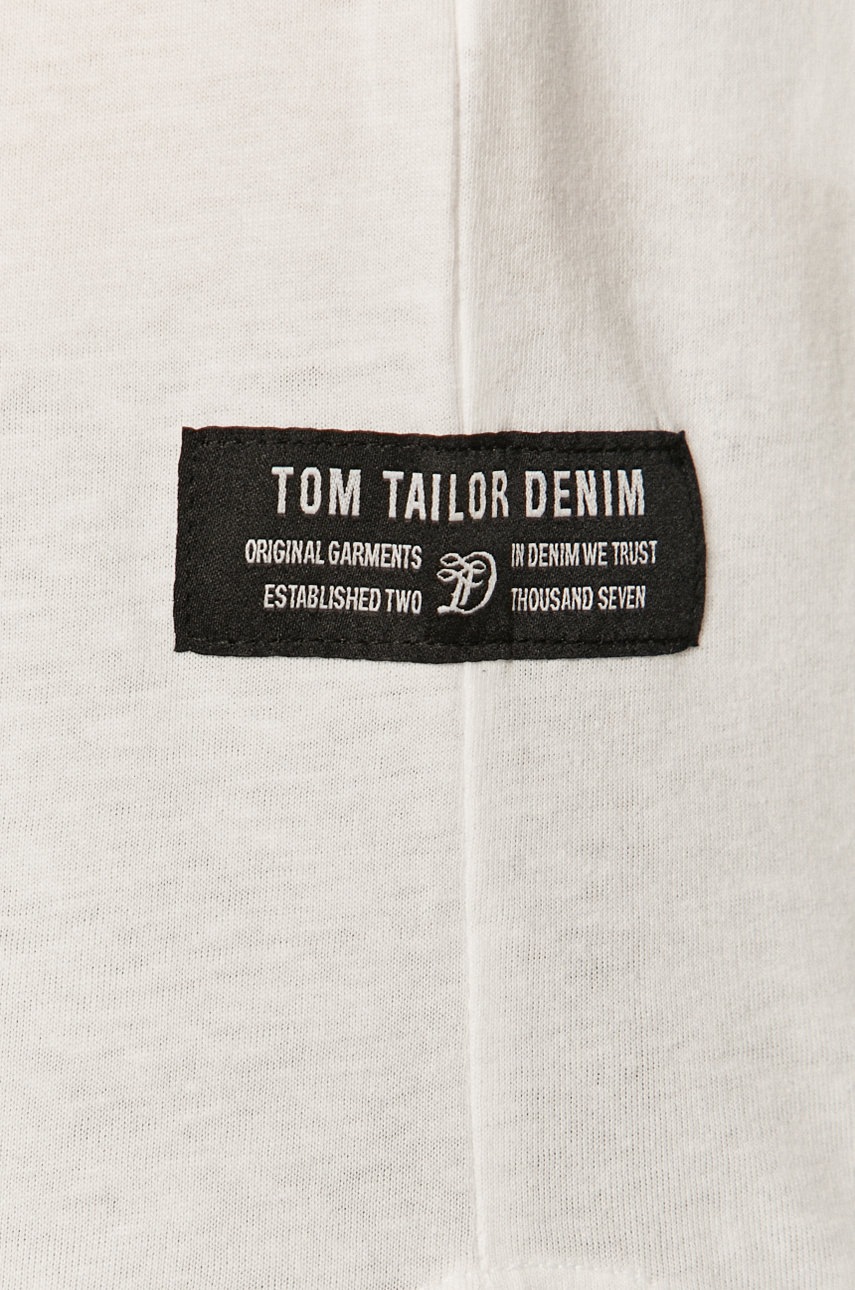 TOM TAILOR DENIM
ORIGINAL GARMENTS IN DENIM WE TRUST
ESTABLISHED TWO THOUSAND SEVEN